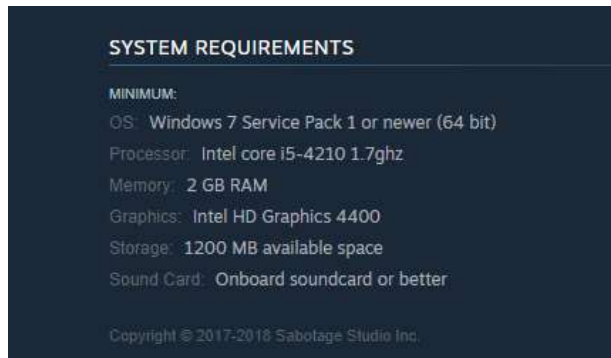 SYSTEM REQUIREMENTS
MINIMUM:
OS: Windows 7 Service Pack 1 or newer (64 bit)
Processor: Intel core i5-4210 1.7ghz
Memory: 2 GB RAM
Graphics: Intel HD Graphics 4400
Storage: 1200 MB available space
Sound Card: Onboard soundcard or better
Copyright © 2017-2018 Sabotage Studio Inc.